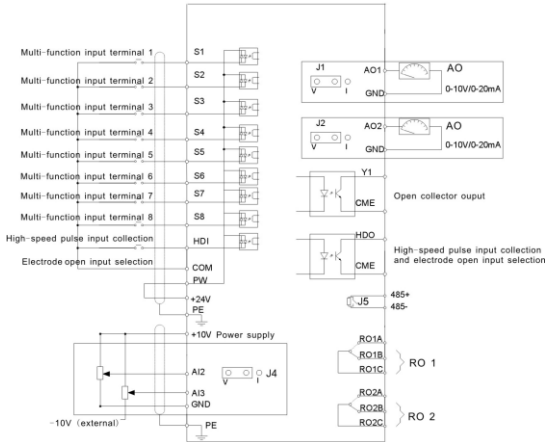 Multi-function input terminal 1 S1
Multi-function input terminal 2 S2
Multi-function input terminal 3 S3
Multi-function input terminal 4 S4
Multi-function input terminal 5 S5
Multi-function input terminal 6 S6
Multi-function input terminal 7 S7
Multi-function input terminal 8 S8
High-speed pulse input collection HDI
Electrode open input selection COM
PW
+24V
PE
+10V Power supply
AI2
V I J4
AI3
GND
-10V (external)
PE
J1 AO1 AO
V I
GND 0-10V/0-20mA
J2 AO2 AO
V I
GND 0-10V/0-20mA
Y1
Open collector ouput
CME
HDO
High-speed pulse input collection
and electrode open input selection
CME
485+
J5
485-
RO1A
RO1B RO 1
RO1C
RO2A
RO2B RO 2
RO2C